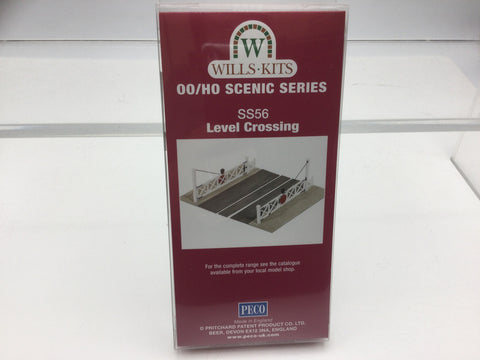 W
WILLS·KITS
OO/HO SCENIC SERIES
SS56
Level Crossing
For the complete range see the catalogue
available from your local model shop.
PECO
Made in England
© PRITCHARD PATENT PRODUCT CO. LTD.
BEER, DEVON EX12 3NA, ENGLAND
www.peco-uk.com